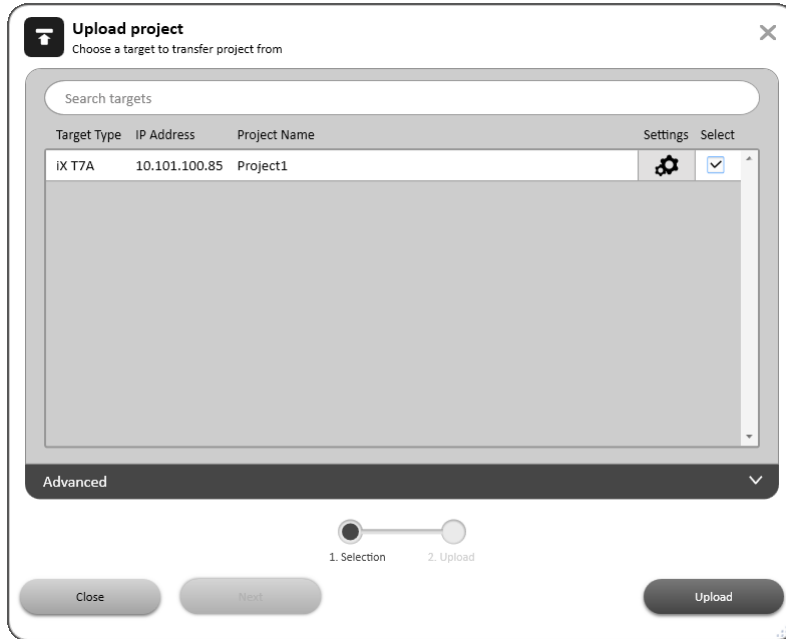 Upload project
Choose a target to transfer project from
Search targets
Target Type IP Address Project Name Settings Select
iX T7A 10.101.100.85 Project1
Advanced
1. Selection 2. Upload
Close Next Upload